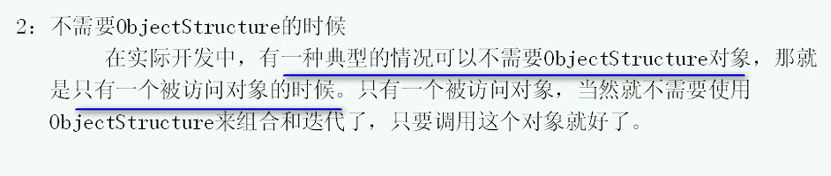 2：不需要ObjectStructure的时候
在实际开发中，有一种典型的情况可以不需要ObjectStructure对象，那就
是只有一个被访问对象的时候。只有一个被访问对象，当然就不需要使用
ObjectStructure来组合和迭代了，只要调用这个对象就好了。